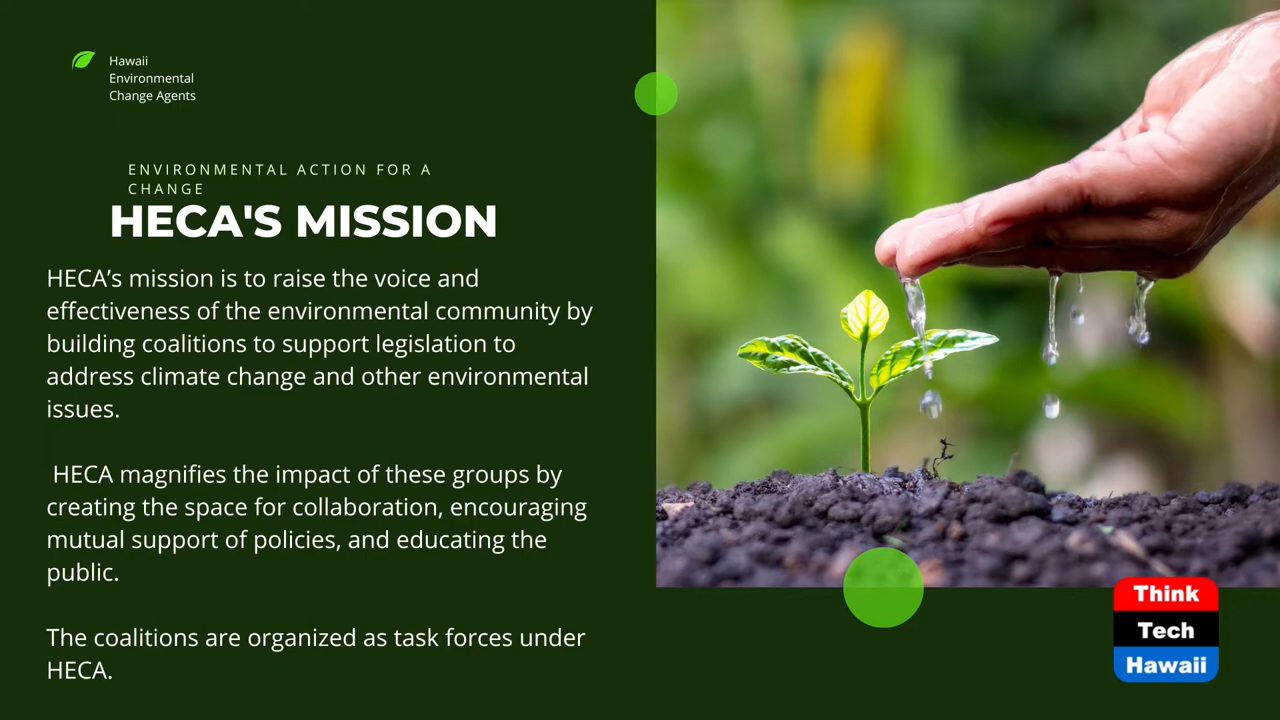 Hawaii
Environmental
Change Agents
ENVIRONMENTAL ACTION FOR A
CHANGE
HECA'S MISSION
HECA’s mission is to raise the voice and
effectiveness of the environmental community by
building coalitions to support legislation to
address climate change and other environmental
issues.
HECA magnifies the impact of these groups by
creating the space for collaboration, encouraging
mutual support of policies, and educating the
public.
The coalitions are organized as task forces under
HECA.
Think
Tech
Hawaii